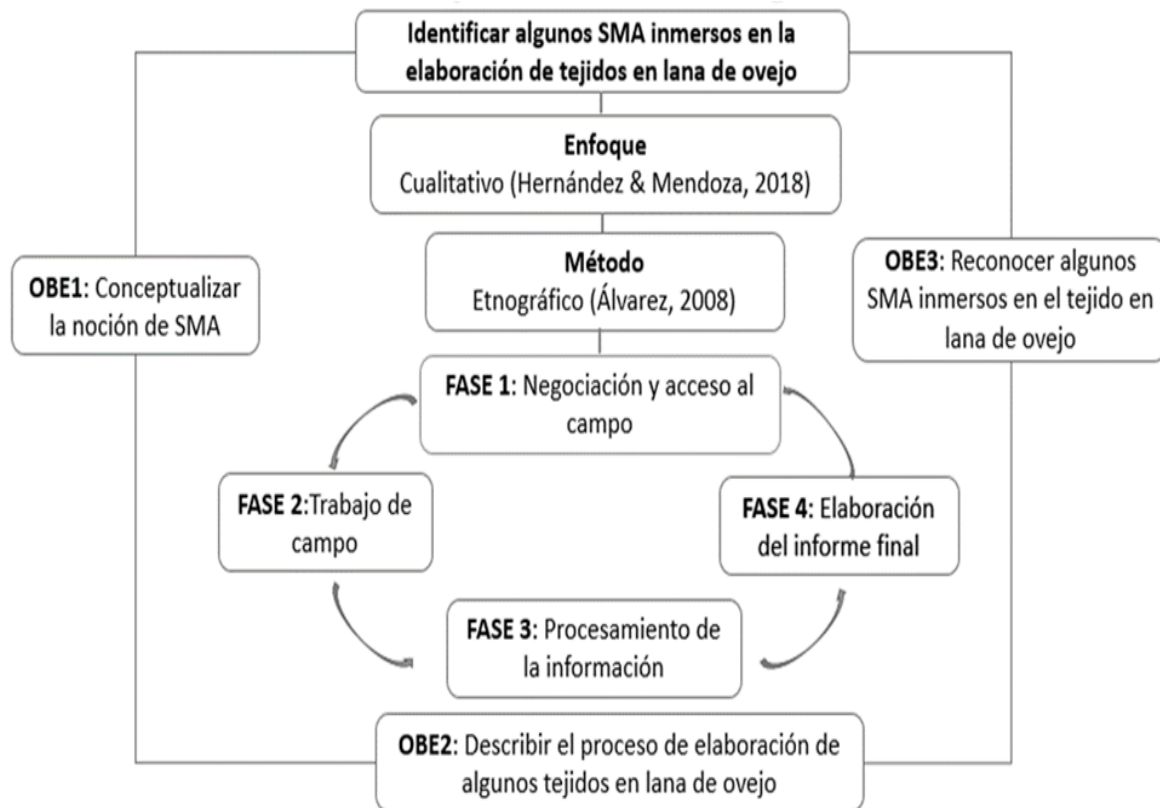 Identificar algunos SMA inmersos en la
elaboración de tejidos en lana de ovejo
Enfoque
Cualitativo (Hernández & Mendoza, 2018)
Método
Etnográfico (Álvarez, 2008)
OBE1: Conceptualizar
la noción de SMA
OBE3: Reconocer algunos
SMA inmersos en el tejido en
lana de ovejo
FASE 1: Negociación y acceso al
campo
FASE 2:Trabajo de
campo
FASE 4: Elaboración
del informe final
FASE 3: Procesamiento de
la información
OBE2: Describir el proceso de elaboración de
algunos tejidos en lana de ovejo